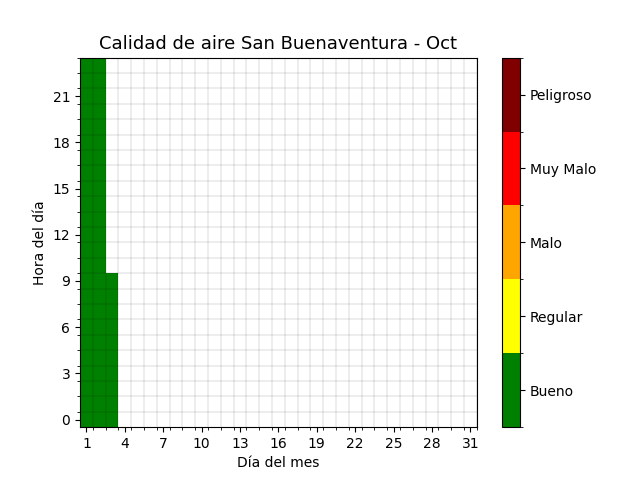 Calidad de aire San Buenaventura - Oct
Hora del día
21
18
15
12
9
6
3
0
1 4 7 10 13 16 19 22 25 28 31
Día del mes
Peligroso
Muy Malo
Malo
Regular
Bueno